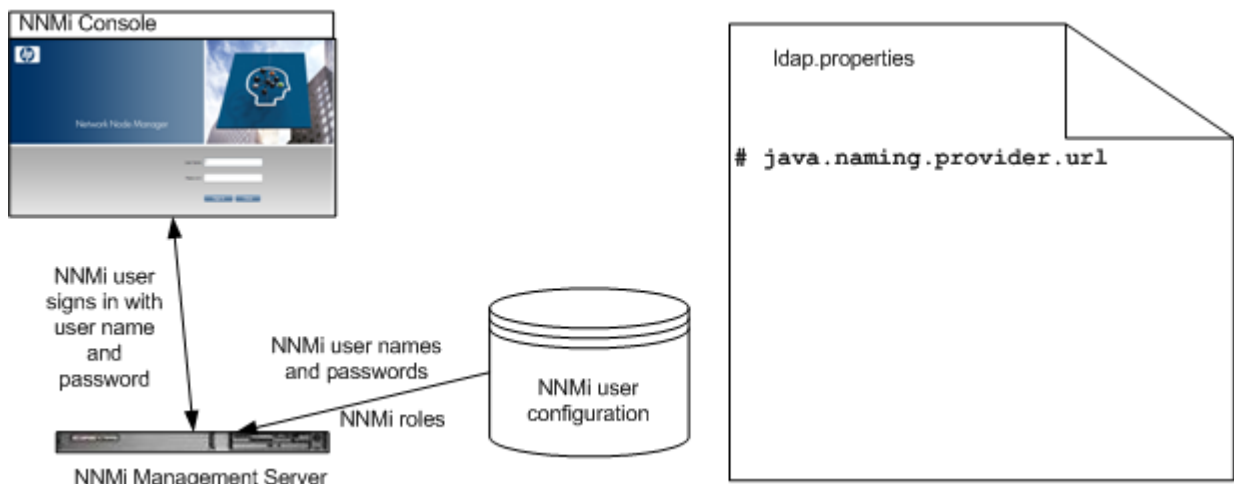 NNMi Console
hp
Network Node Manager
NNMi user
signs in with
user name
and
password
NNMi user names
and passwords
NNMi roles
NNMi user
configuration
NNMi Management Server
ldap.properties
# java.naming.provider.url